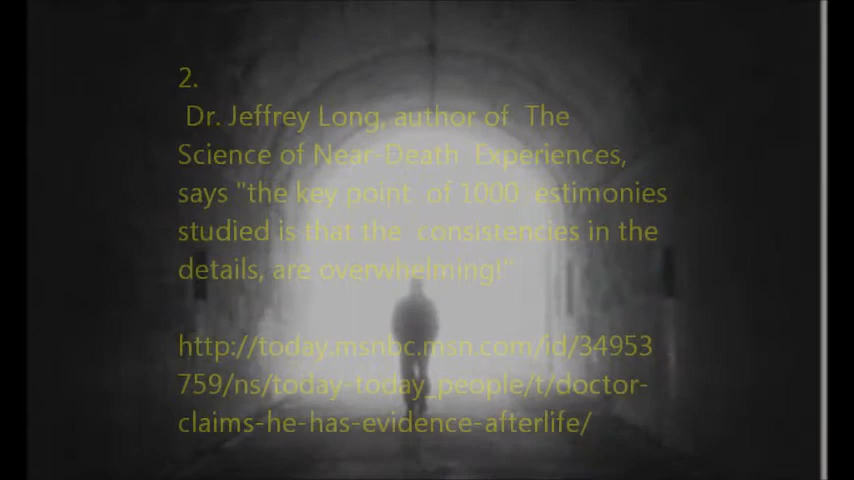 2.
Dr. Jeffrey Long, author of The
Science of Near-Death Experiences,
says "the key point of 1000 estimonies
studied is that the consistencies in the
details, are overwhelming!"
http://today.msnbc.msn.com/id/34953
759/ns/today-today_people/t/doctor-
claims-he-has-evidence-afterlife/